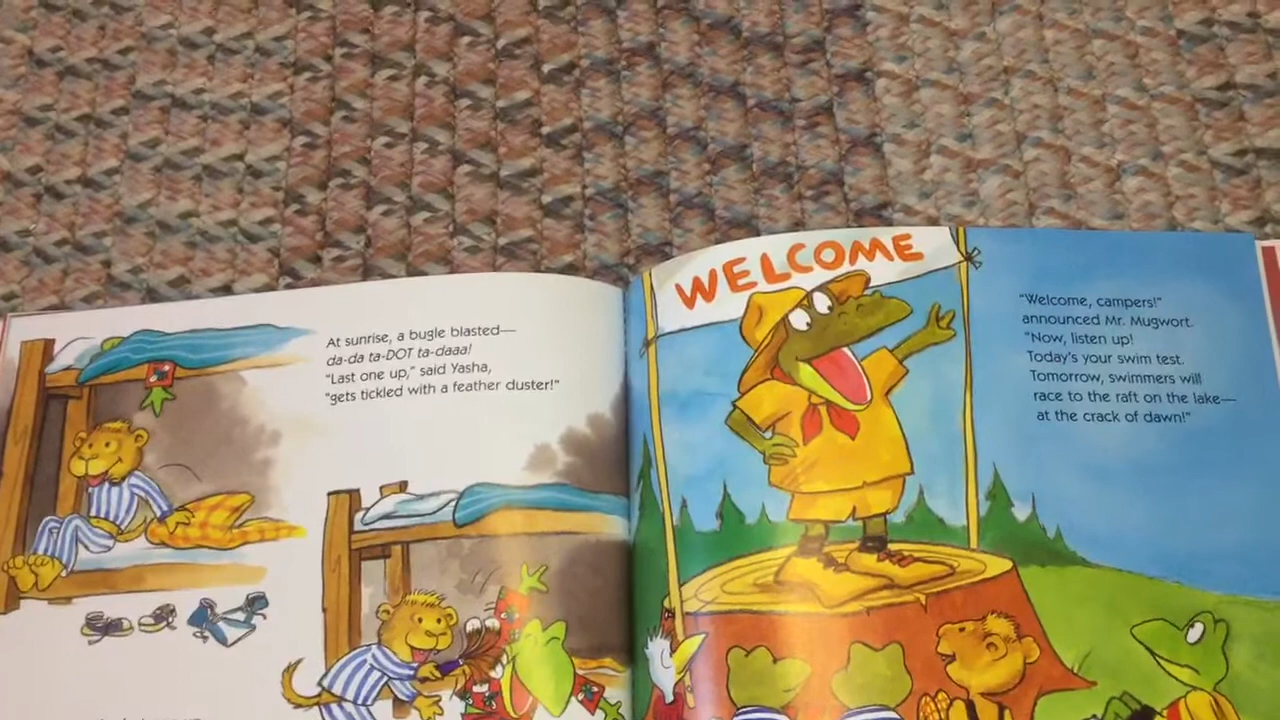 At sunrise, a bugle blasted—
da-da ta-DOT ta-daaa!
"Last one up," said Yasha,
"gets tickled with a feather duster!"
WELCOME
"Welcome, campers!"
announced Mr. Mugwort.
"Now, listen up!
Today's your swim test.
Tomorrow, swimmers will
race to the raft on the lake—
at the crack of dawn!"